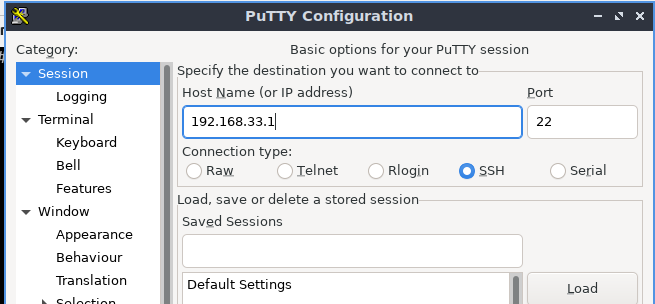 PuTTY Configuration
Category:
Session
Logging
Terminal
Keyboard
Bell
Features
Window
Appearance
Behaviour
Translation
Selection
Basic options for your PuTTY session
Specify the destination you want to connect to
Host Name (or IP address)
Port
192.168.33.1
22
Connection type:
Raw
Telnet
Rlogin
SSH
Serial
Load, save or delete a stored session
Saved Sessions
Default Settings
Load